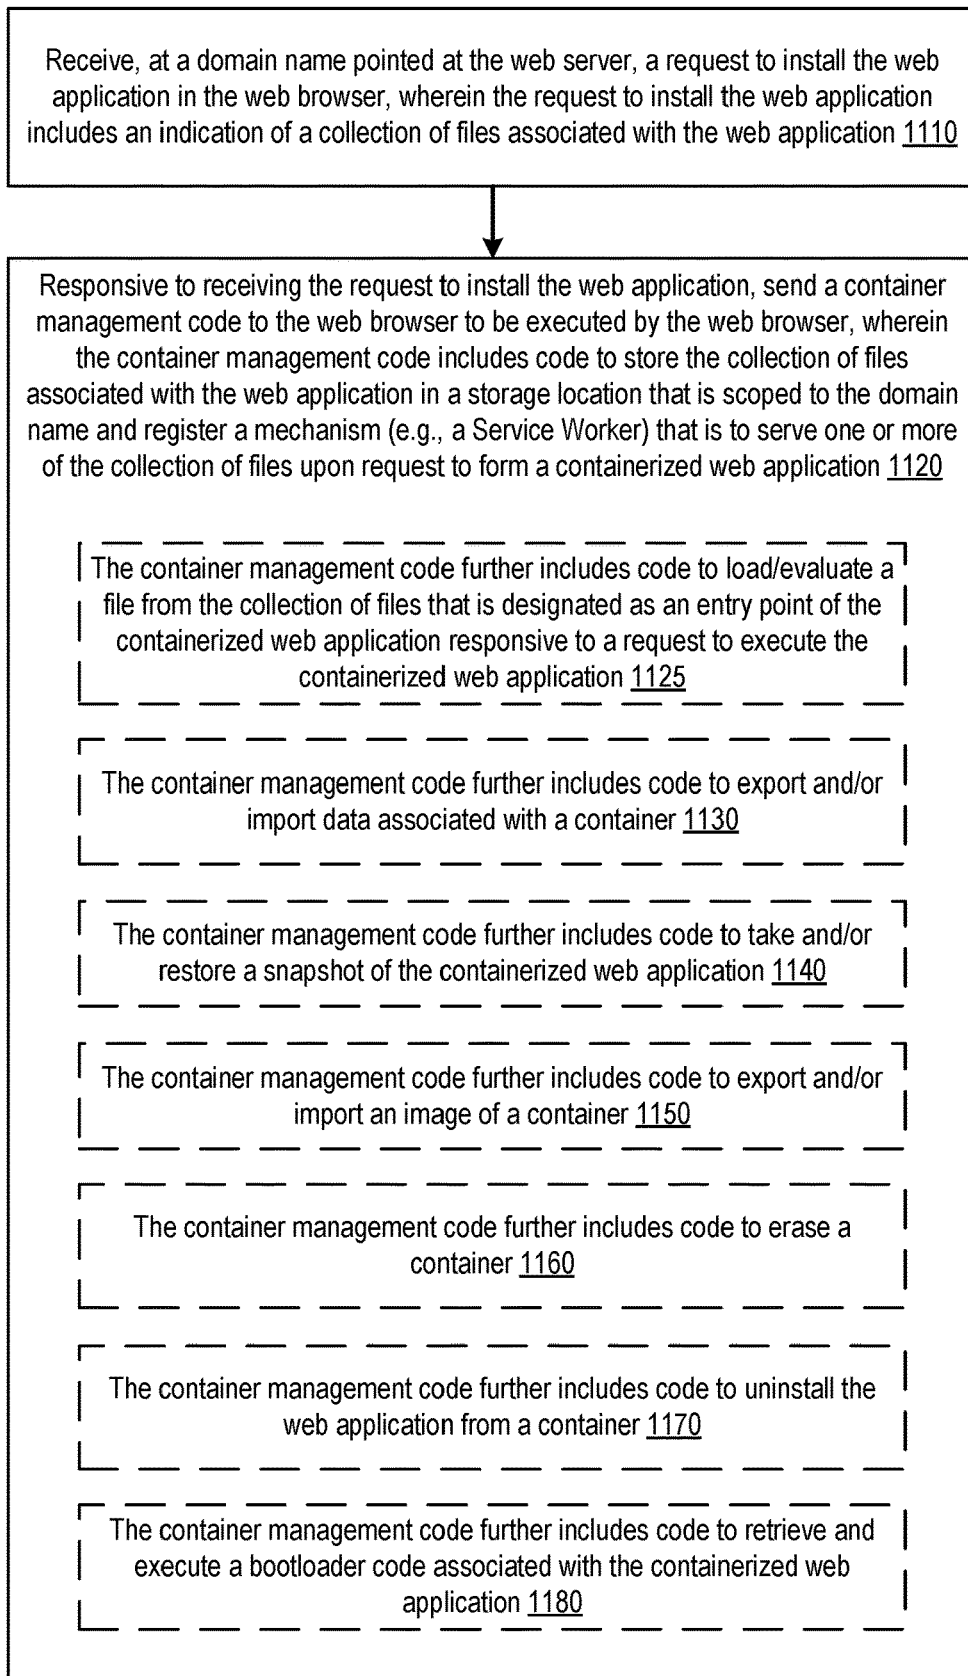 Receive, at a domain name pointed at the web server, a request to install the web
application in the web browser, wherein the request to install the web application
includes an indication of a collection of files associated with the web application 1110
Responsive to receiving the request to install the web application, send a container
management code to the web browser to be executed by the web browser, wherein
the container management code includes code to store the collection of files
associated with the web application in a storage location that is scoped to the domain
name and register a mechanism (e.g., a Service Worker) that is to serve one or more
of the collection of files upon request to form a containerized web application 1120
The container management code further includes code to load/evaluate a
file from the collection of files that is designated as an entry point of the
containerized web application responsive to a request to execute the
containerized web application 1125
The container management code further includes code to export and/or
import data associated with a container 1130
The container management code further includes code to take and/or
restore a snapshot of the containerized web application 1140
The container management code further includes code to export and/or
import an image of a container 1150
The container management code further includes code to erase a
container 1160
The container management code further includes code to uninstall the
web application from a container 1170
The container management code further includes code to retrieve and
execute a bootloader code associated with the containerized web
application 1180